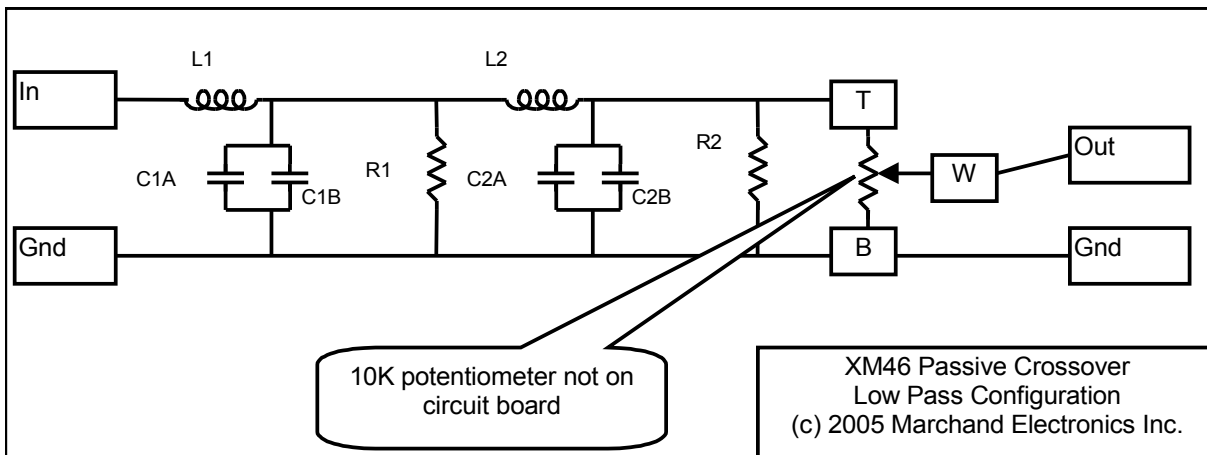 L1
L2
In
T
R2
Out
C1A
R1
C2A
W
C1B
C2B
Gnd
B
Gnd
10K potentiometer not on
circuit board
XM46 Passive Crossover
Low Pass Configuration
(c) 2005 Marchand Electronics Inc.